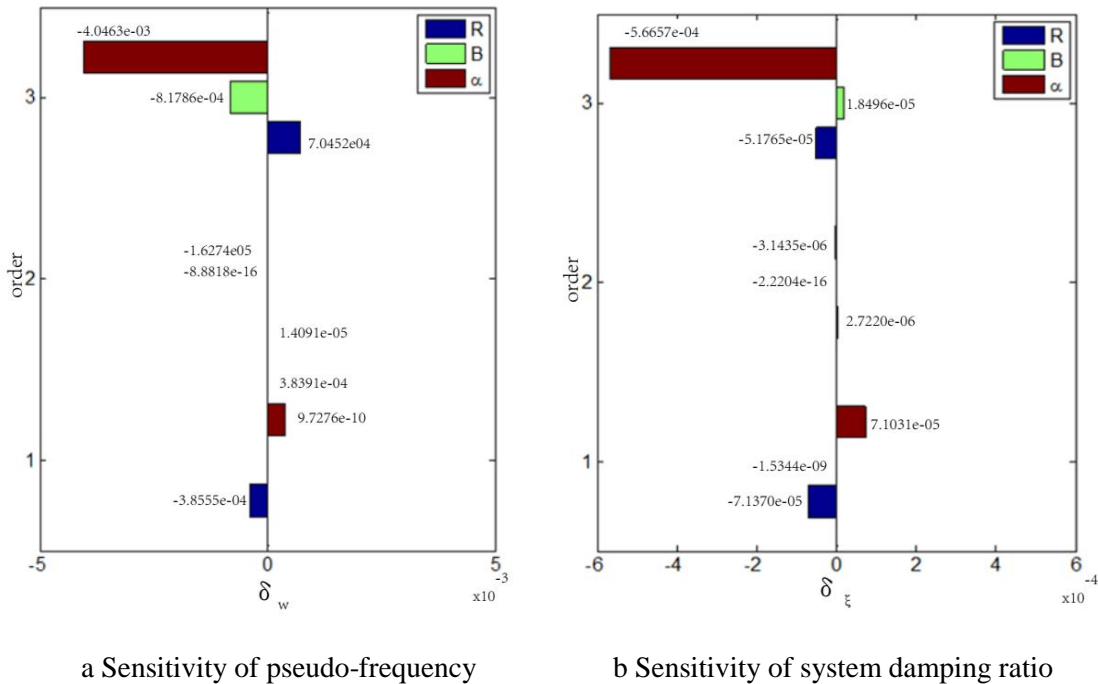 -4.0463e-03
R
B
α
3
-8.1786e-04
7.0452e04
-1.6274e05
order
2
-8.8818e-16
1.4091e-05
3.8391e-04
9.7276e-10
1
-3.8555e-04
-5
0
5
-3
x10
δ w
-5.6657e-04
R
B
α
3
1.8496e-05
-5.1765e-05
-3.1435e-06
order
2
-2.2204e-16
2.7220e-06
7.1031e-05
1
-1.5344e-09
-7.1370e-05
-6
-4
-2
0
2
4
6
-4
x10
δ ξ
a Sensitivity of pseudo-frequency
b Sensitivity of system damping ratio